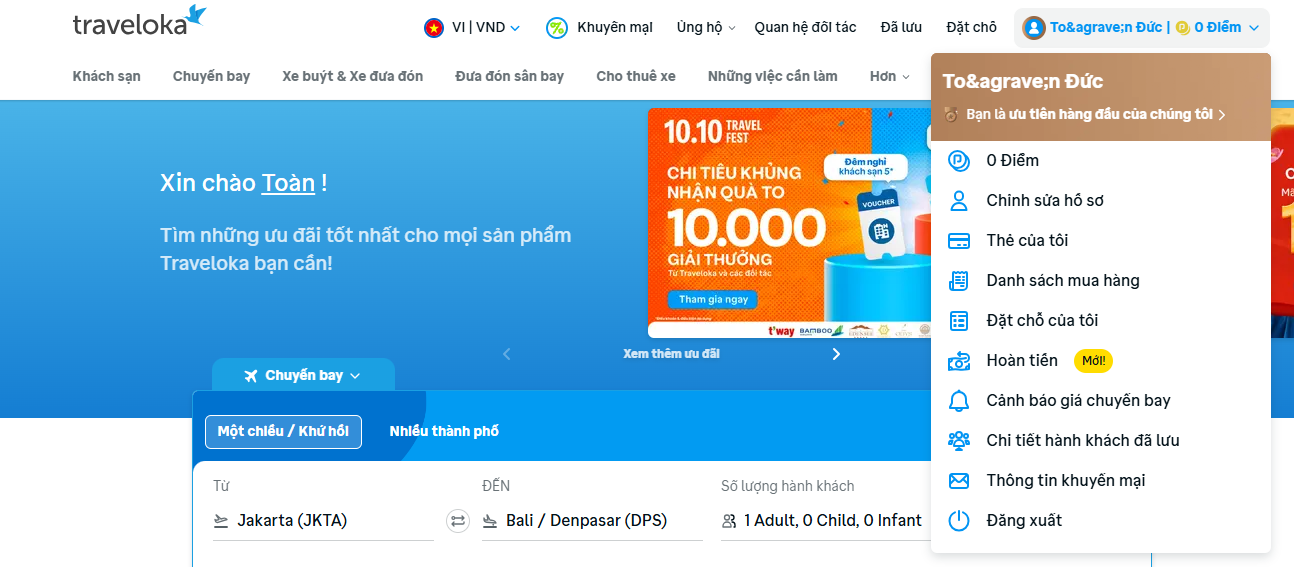 traveloka
VI | VND
Khuyến mại
Ủng hộ
Quan hệ đối tác
Đã lưu
Đặt chỗ
To&agrave;n Đức | 0 Điểm
Khách sạn
Chuyến bay
Xe buýt & Xe đưa đón
Đưa đón sân bay
Cho thuê xe
Những việc cần làm
Hơn
To&agrave;n Đức
Bạn là ưu tiên hàng đầu của chúng tôi
0 Điểm
Chỉnh sửa hồ sơ
Thẻ của tôi
Danh sách mua hàng
Đặt chỗ của tôi
Hoàn tiền Mới!
Cảnh báo giá chuyến bay
Chi tiết hành khách đã lưu
Thông tin khuyến mại
Đăng xuất
Xin chào Toàn !
Tìm những ưu đãi tốt nhất cho mọi sản phẩm
Traveloka bạn cần!
10.10 TRAVEL
FEST
CHI TIÊU KHỦNG
NHẬN QUÀ TO
10.000
GIẢI THƯỞNG
Từ Traveloka và các đối tác
Tham gia ngay
Đêm nghỉ
khách sạn 5*
VOUCHER
t'way BAMBOO
Xem thêm ưu đãi
Chuyến bay
Một chiều / Khứ hồi
Nhiều thành phố
Từ
ĐẾN
Số lượng hành khách
Jakarta (JKTA)
Bali / Denpasar (DPS)
1 Adult, 0 Child, 0 Infant